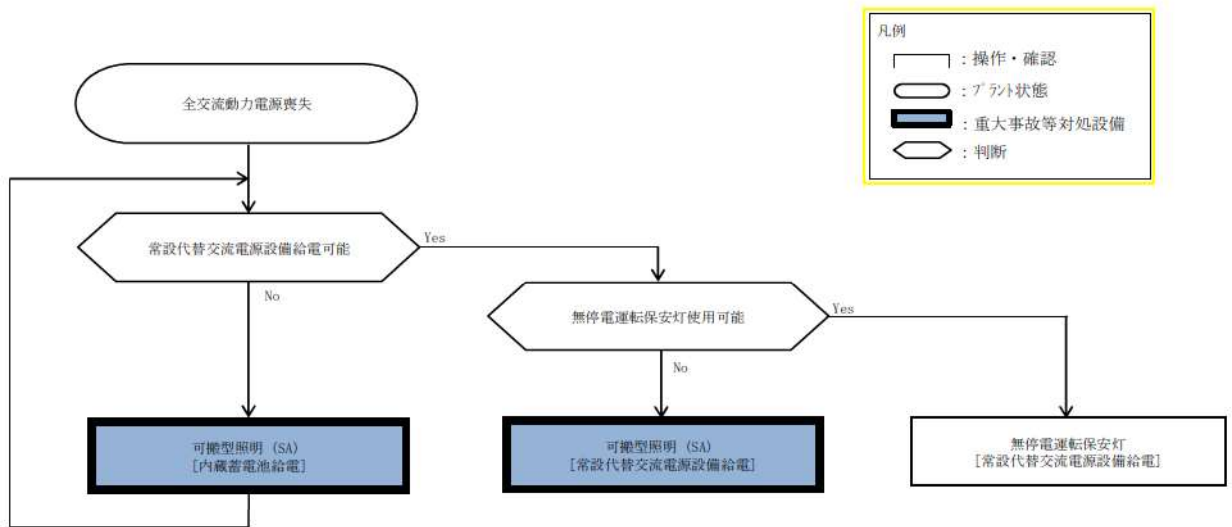 凡例
：操作・確認
：プラント状態
：重大事故等対処設備
：判断
全交流動力電源喪失
常設代替交流電源設備給電可能
Yes
No
無停電運転保安灯使用可能
Yes
No
可搬型照明 (SA)
[内蔵蓄電池給電]
可搬型照明 (SA)
[常設代替交流電源設備給電]
無停電運転保安灯
[常設代替交流電源設備給電]